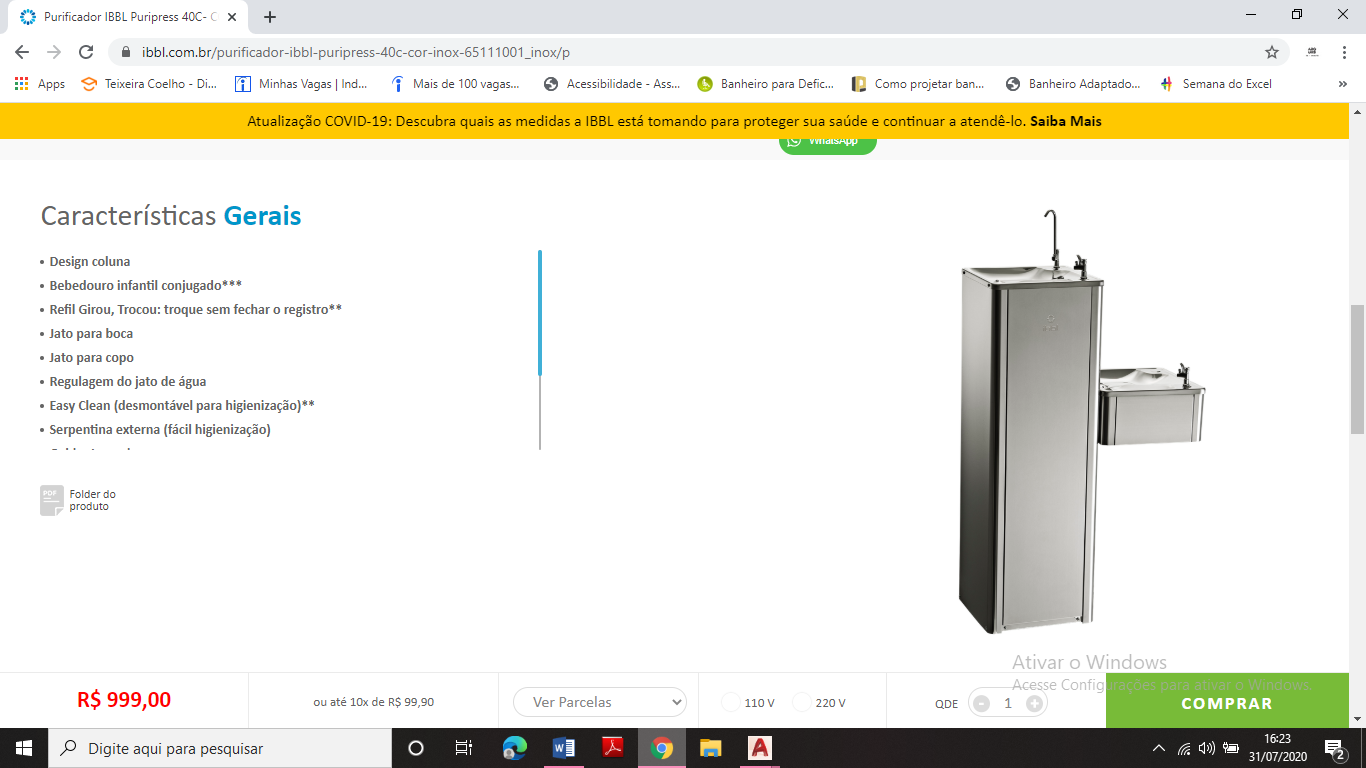 Purificador IBBL Puripress 40C- C
ibbl.com.br/purificador-ibbl-puripress-40c-cor-inox-65111001_inox/p
Apps
Teixeira Coelho - Di...
Minhas Vagas | Ind...
Mais de 100 vagas...
Acessibilidade - Ass...
Banheiro para Defic...
Como projetar ban...
Banheiro Adaptado...
Semana do Excel
Atualização COVID-19: Descubra quais as medidas a IBBL está tomando para proteger sua saúde e continuar a atendê-lo. Saiba Mais
WhatsApp
Características Gerais
• Design coluna
• Bebedouro infantil conjugado***
• Refil Girou, Trocou: troque sem fechar o registro**
• Jato para boca
• Jato para copo
• Regulagem do jato de água
• Easy Clean (desmontável para higienização)**
• Serpentina externa (fácil higienização)
PDF
Folder do
produto
Ativar o Windows
Acesse Configurações para ativar o Windows.
R$ 999,00
ou até 10x de R$ 99,90
Ver Parcelas
110 V
220 V
QDE
- 1 +
COMPRAR
Digite aqui para pesquisar
16:23
31/07/2020
2